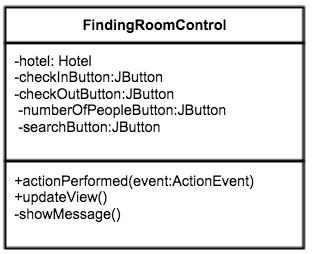 FindingRoomControl
-hotel: Hotel
-checkInButton:JButton
-checkOutButton:JButton
-numberOfPeopleButton:JButton
-searchButton:JButton
+actionPerformed(event:ActionEvent)
+updateView()
-showMessage()